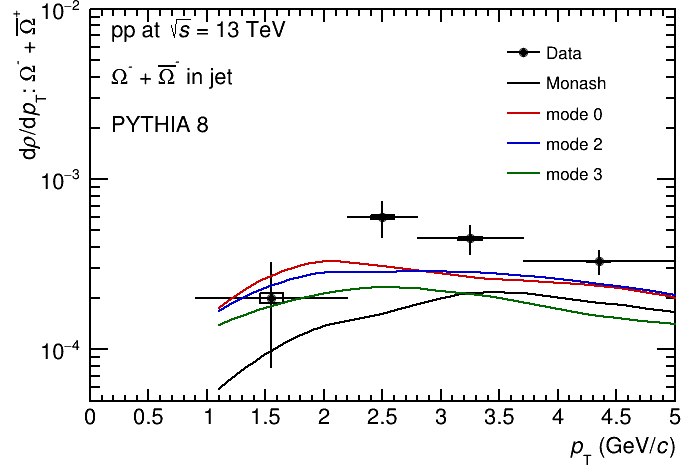 dρ/dp_T: Ω⁻ + Ω̅⁺
10⁻²
10⁻³
10⁻⁴
pp at √s = 13 TeV
Ω⁻ + Ω̅⁻ in jet
PYTHIA 8
Data
Monash
mode 0
mode 2
mode 3
0 0.5 1 1.5 2 2.5 3 3.5 4 4.5 5
p_T (GeV/c)